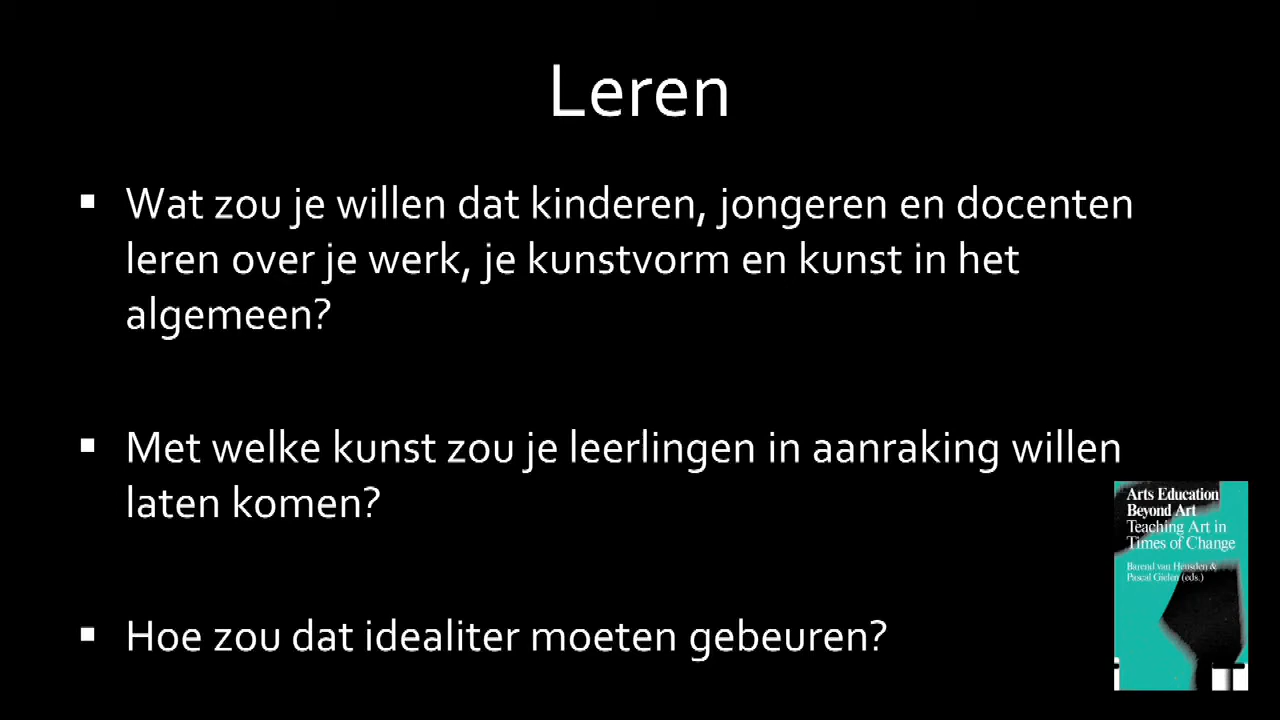 Leren
▪ Wat zou je willen dat kinderen, jongeren en docenten
leren over je werk, je kunstvorm en kunst in het
algemeen?
▪ Met welke kunst zou je leerlingen in aanraking willen
laten komen?
▪ Hoe zou dat idealiter moeten gebeuren?
Arts Education
Beyond Art
Teaching Art in
Times of Change
Barend van Heusden &
Pascal Gielen (eds.)